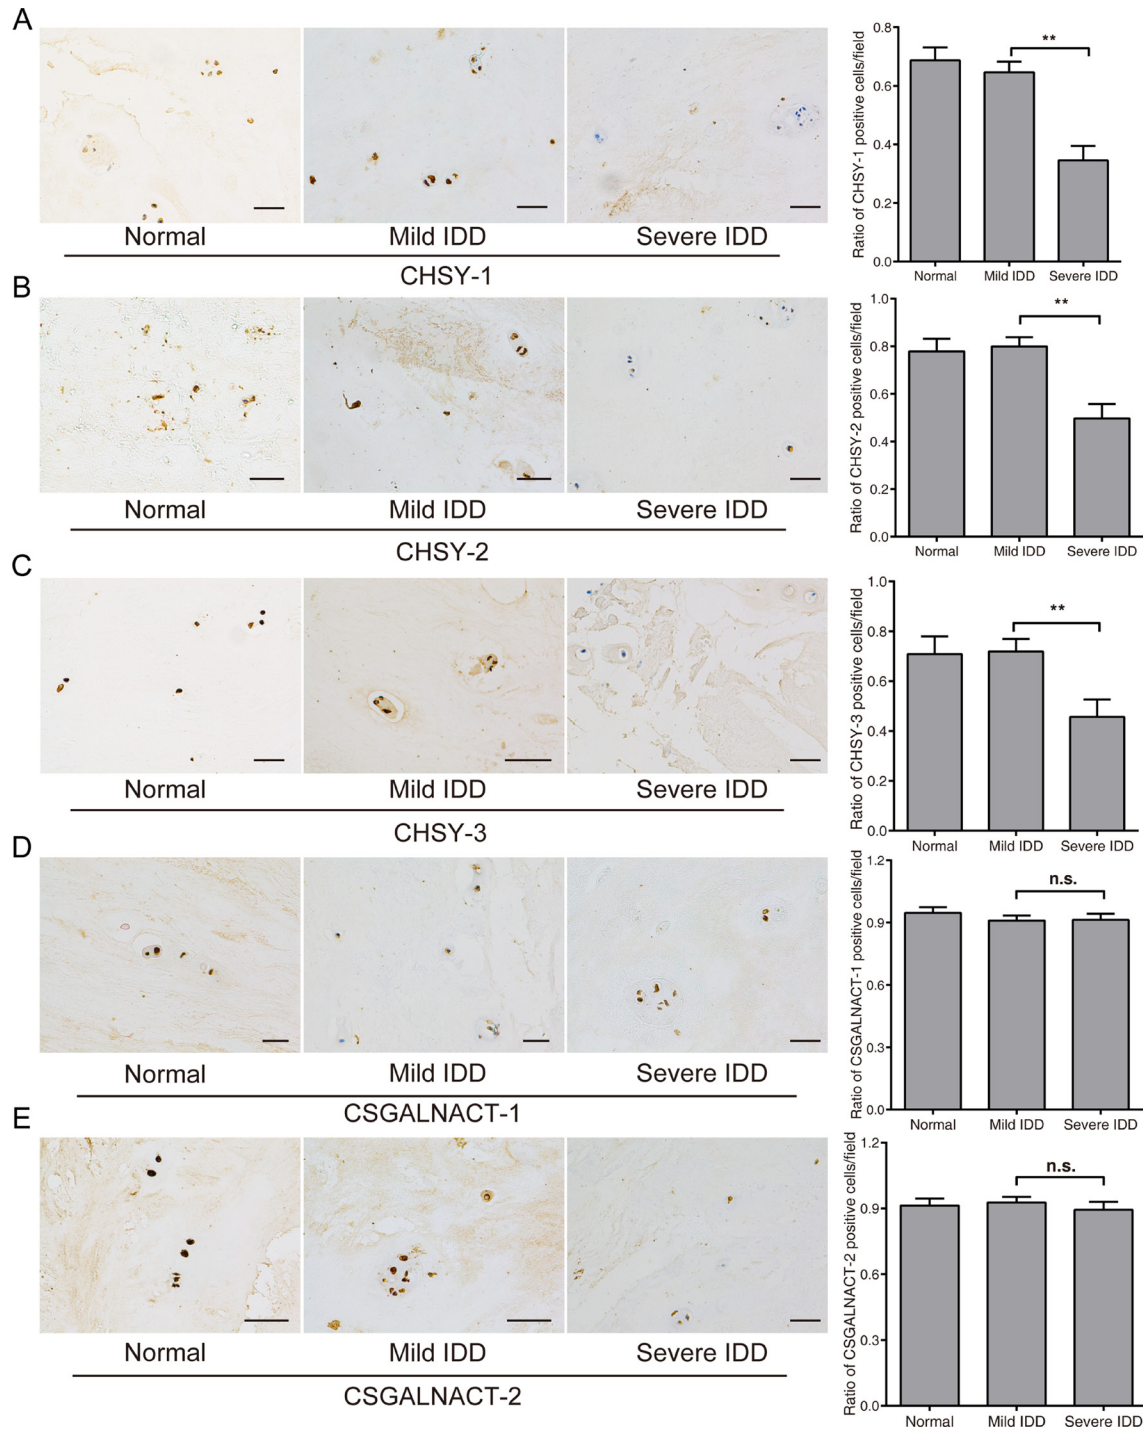 A
Normal
Mild IDD
Severe IDD
CHSY-1
Ratio of CHSY-1 positive cells/field
0.8
0.6
0.4
0.2
0.0
**
Normal
Mild IDD
Severe IDD
B
Normal
Mild IDD
Severe IDD
CHSY-2
Ratio of CHSY-2 positive cells/field
1.0
0.8
0.6
0.4
0.2
0.0
**
Normal
Mild IDD
Severe IDD
C
Normal
Mild IDD
Severe IDD
CHSY-3
Ratio of CHSY-3 positive cells/field
1.0
0.8
0.6
0.4
0.2
0.0
**
Normal
Mild IDD
Severe IDD
D
Normal
Mild IDD
Severe IDD
CSGALNACT-1
Ratio of CSGALNACT-1 positive cells/field
1.2
0.9
0.6
0.3
0.0
n.s.
Normal
Mild IDD
Severe IDD
E
Normal
Mild IDD
Severe IDD
CSGALNACT-2
Ratio of CSGALNACT-2 positive cells/field
1.2
0.9
0.6
0.3
0.0
n.s.
Normal
Mild IDD
Severe IDD